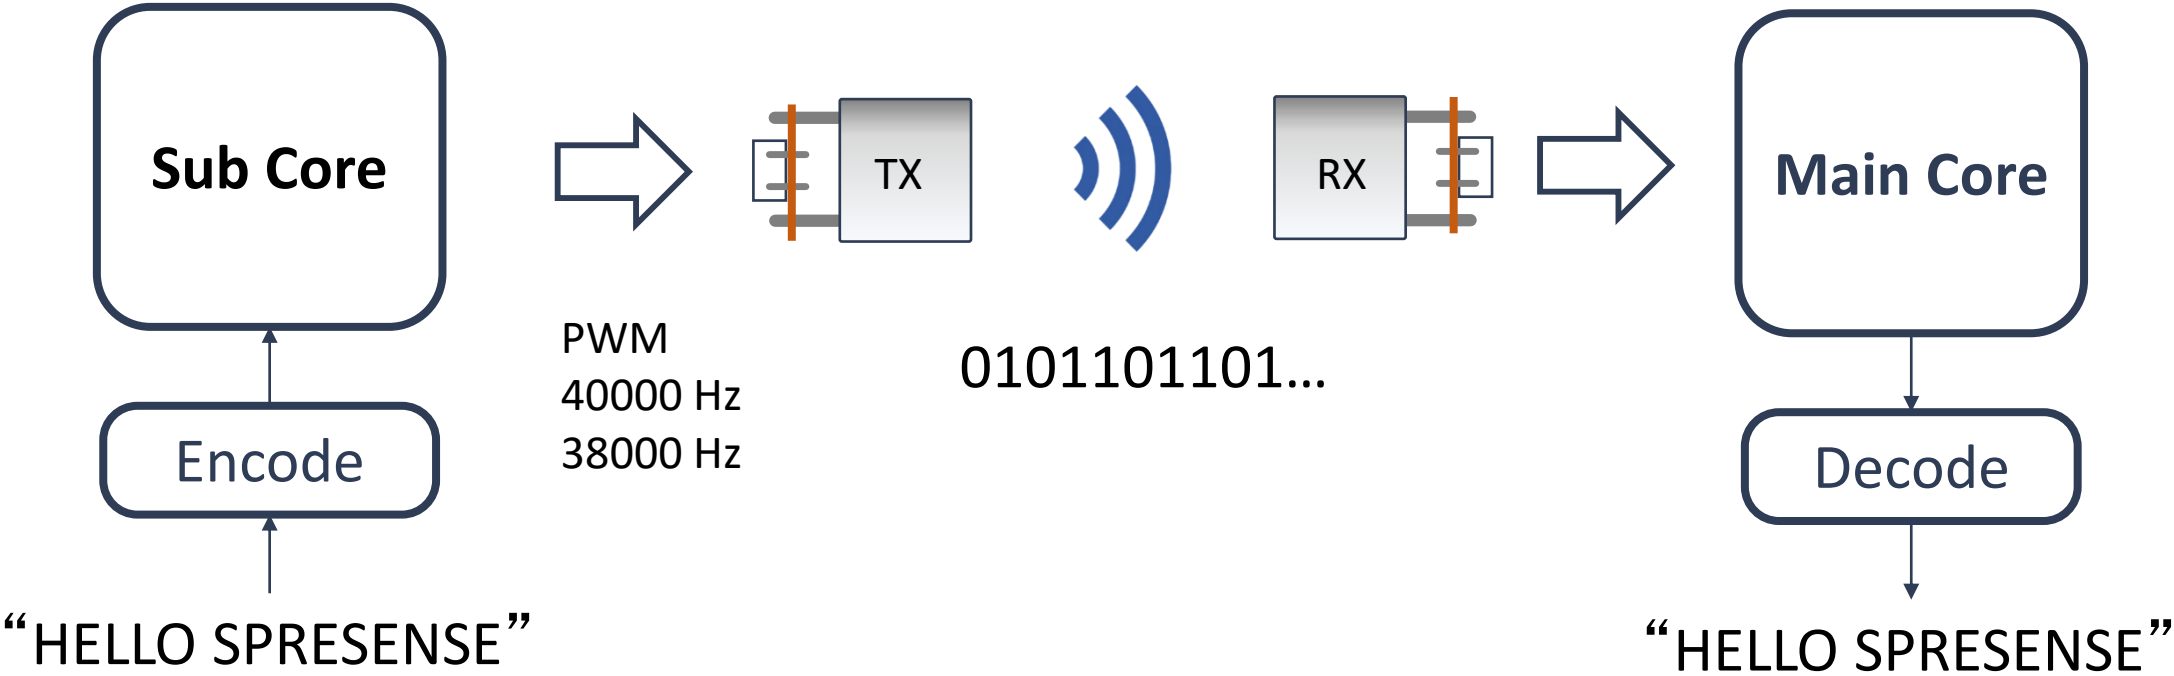 Sub Core
TX
RX
Main Core
PWM
40000 Hz
38000 Hz
0101101101...
Encode
Decode
“HELLO SPRESENSE”
“HELLO SPRESENSE”